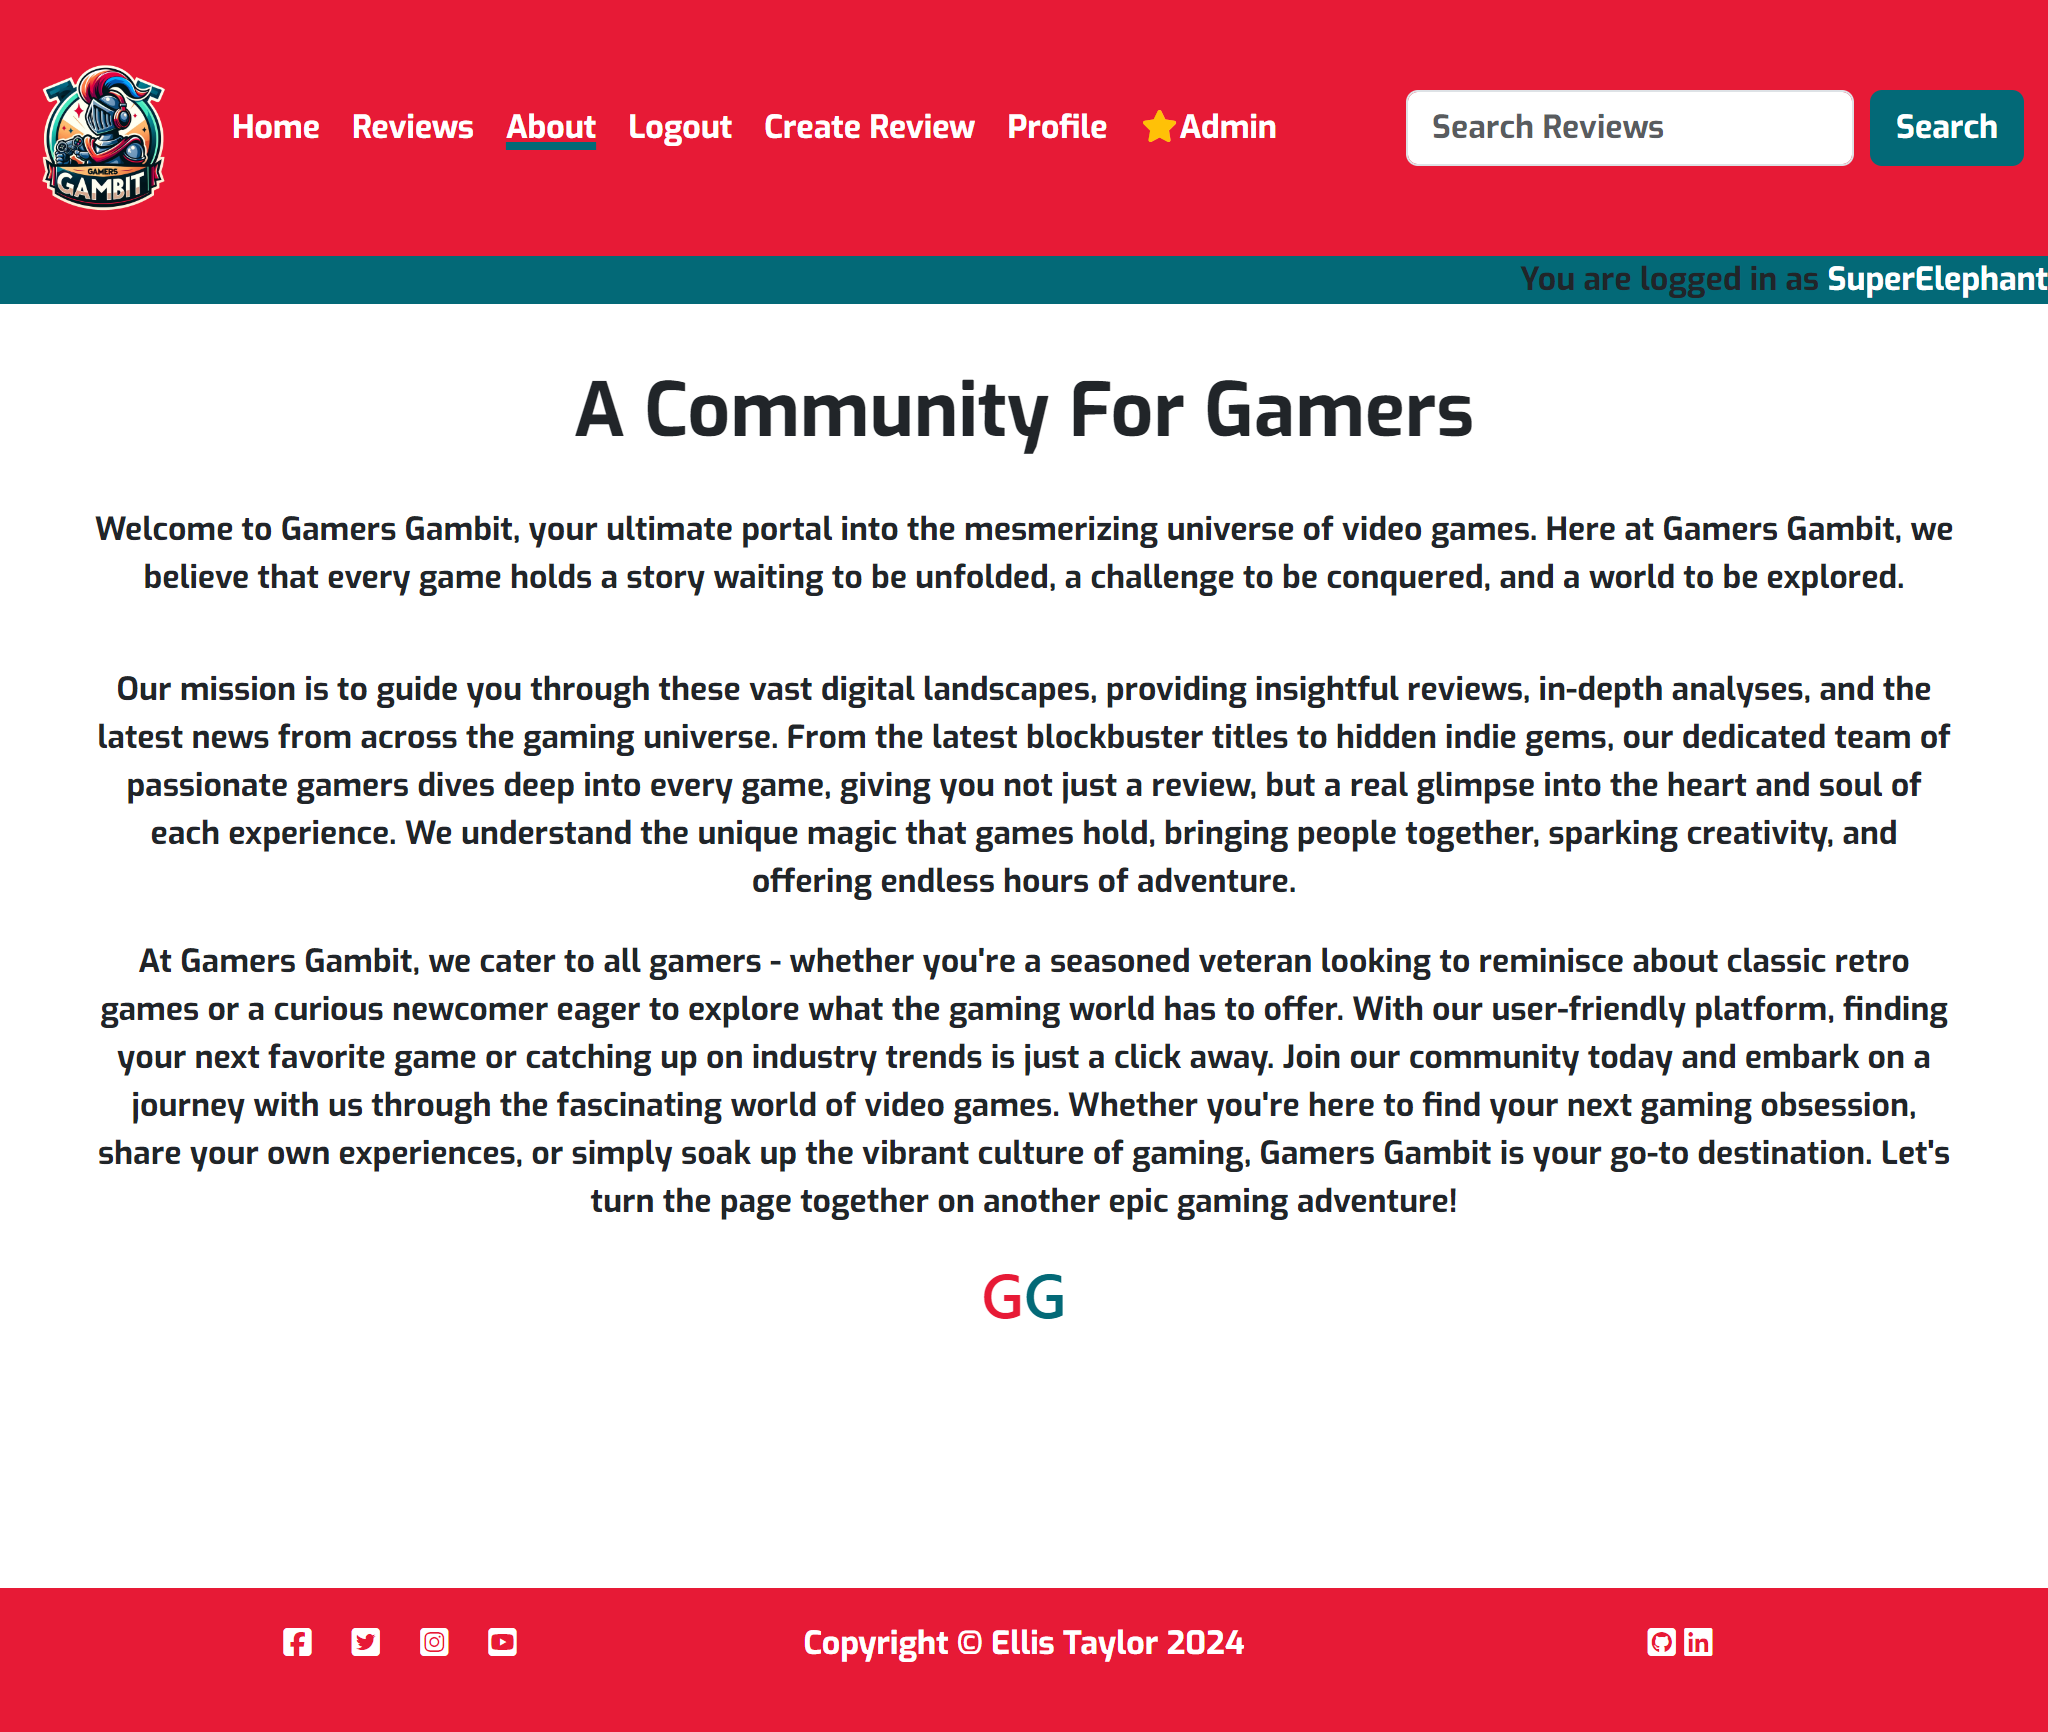 GAMERS
GAMBIT
Home Reviews About Logout Create Review Profile Admin Search Reviews Search
You are logged in as SuperElephant
A Community For Gamers
Welcome to Gamers Gambit, your ultimate portal into the mesmerizing universe of video games. Here at Gamers Gambit, we
believe that every game holds a story waiting to be unfolded, a challenge to be conquered, and a world to be explored.
Our mission is to guide you through these vast digital landscapes, providing insightful reviews, in-depth analyses, and the
latest news from across the gaming universe. From the latest blockbuster titles to hidden indie gems, our dedicated team of
passionate gamers dives deep into every game, giving you not just a review, but a real glimpse into the heart and soul of
each experience. We understand the unique magic that games hold, bringing people together, sparking creativity, and
offering endless hours of adventure.
At Gamers Gambit, we cater to all gamers - whether you're a seasoned veteran looking to reminisce about classic retro
games or a curious newcomer eager to explore what the gaming world has to offer. With our user-friendly platform, finding
your next favorite game or catching up on industry trends is just a click away. Join our community today and embark on a
journey with us through the fascinating world of video games. Whether you're here to find your next gaming obsession,
share your own experiences, or simply soak up the vibrant culture of gaming, Gamers Gambit is your go-to destination. Let's
turn the page together on another epic gaming adventure!
GG
Copyright © Ellis Taylor 2024